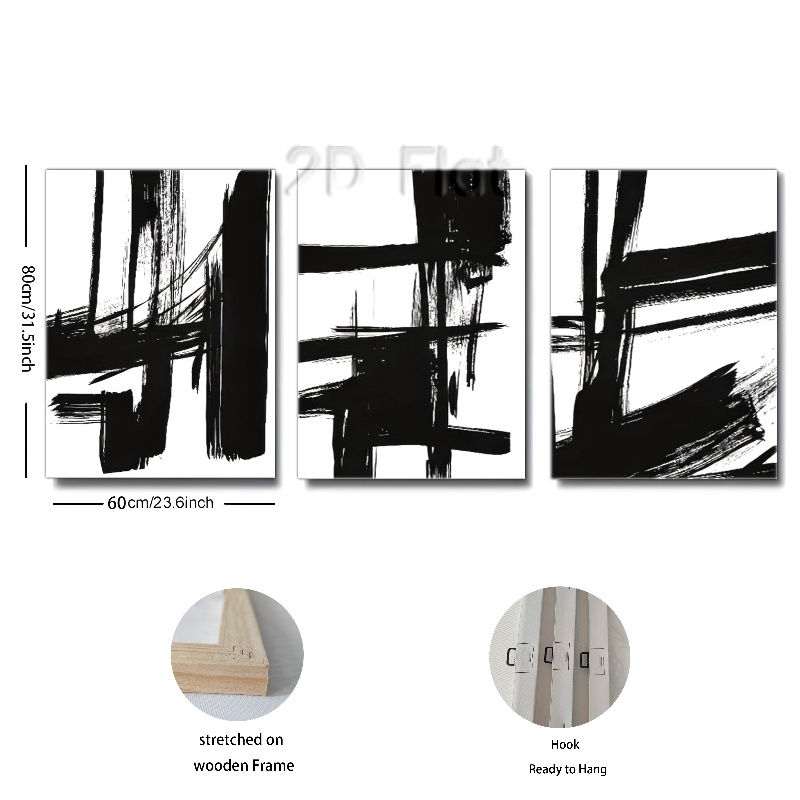 2D Flat
80cm/31.5inch
60cm/23.6inch
stretched on
wooden Frame
Hook
Ready to Hang